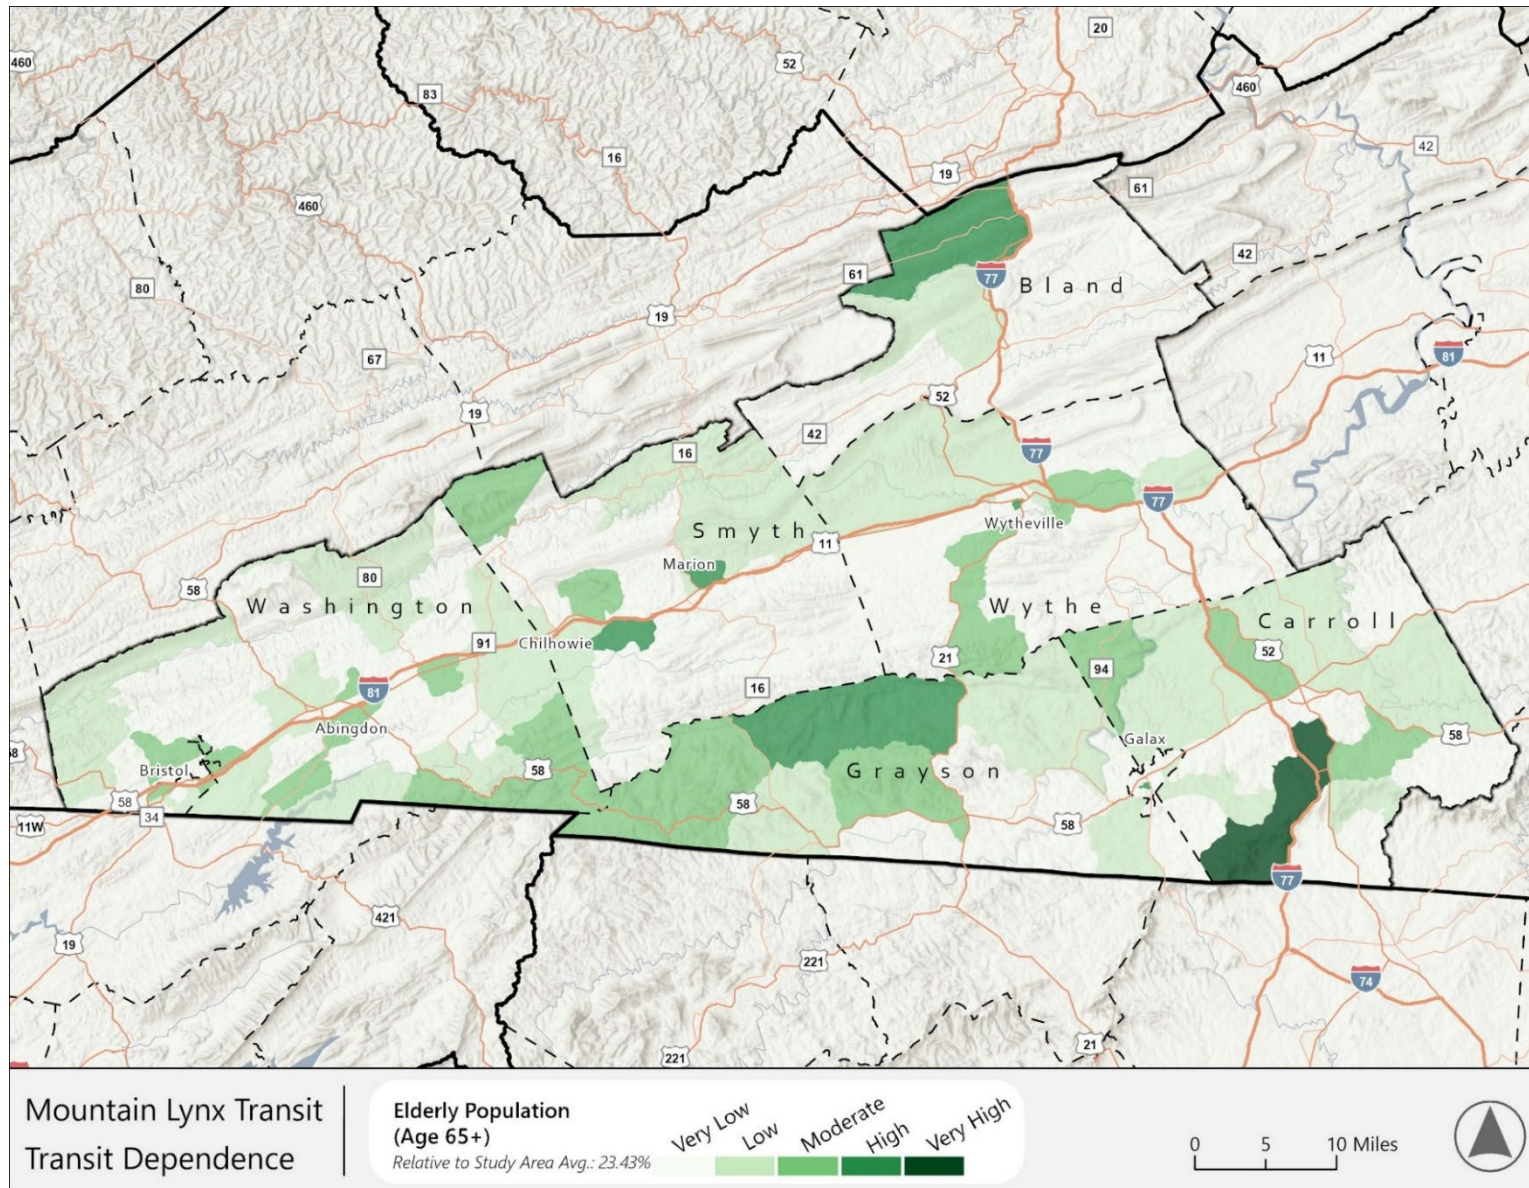 20
460
52
460
83
42
16
19
61
460
42
61
77
80
Bland
19
11
81
67
52
19
42
16
77
77
Smyth
Wytheville
11
Marion
80
58
Washington
Wythe
Carroll
91
Chilhowie
52
21
94
16
81
Abingdon
Galax
58
58
Bristol
58
Grayson
58
58
34
58
11W
77
421
19
221
74
21
221
Mountain Lynx Transit
Transit Dependence
Elderly Population
(Age 65+)
Relative to Study Area Avg.: 23.43%
Very Low
Low
Moderate
High
Very High
0 5 10 Miles